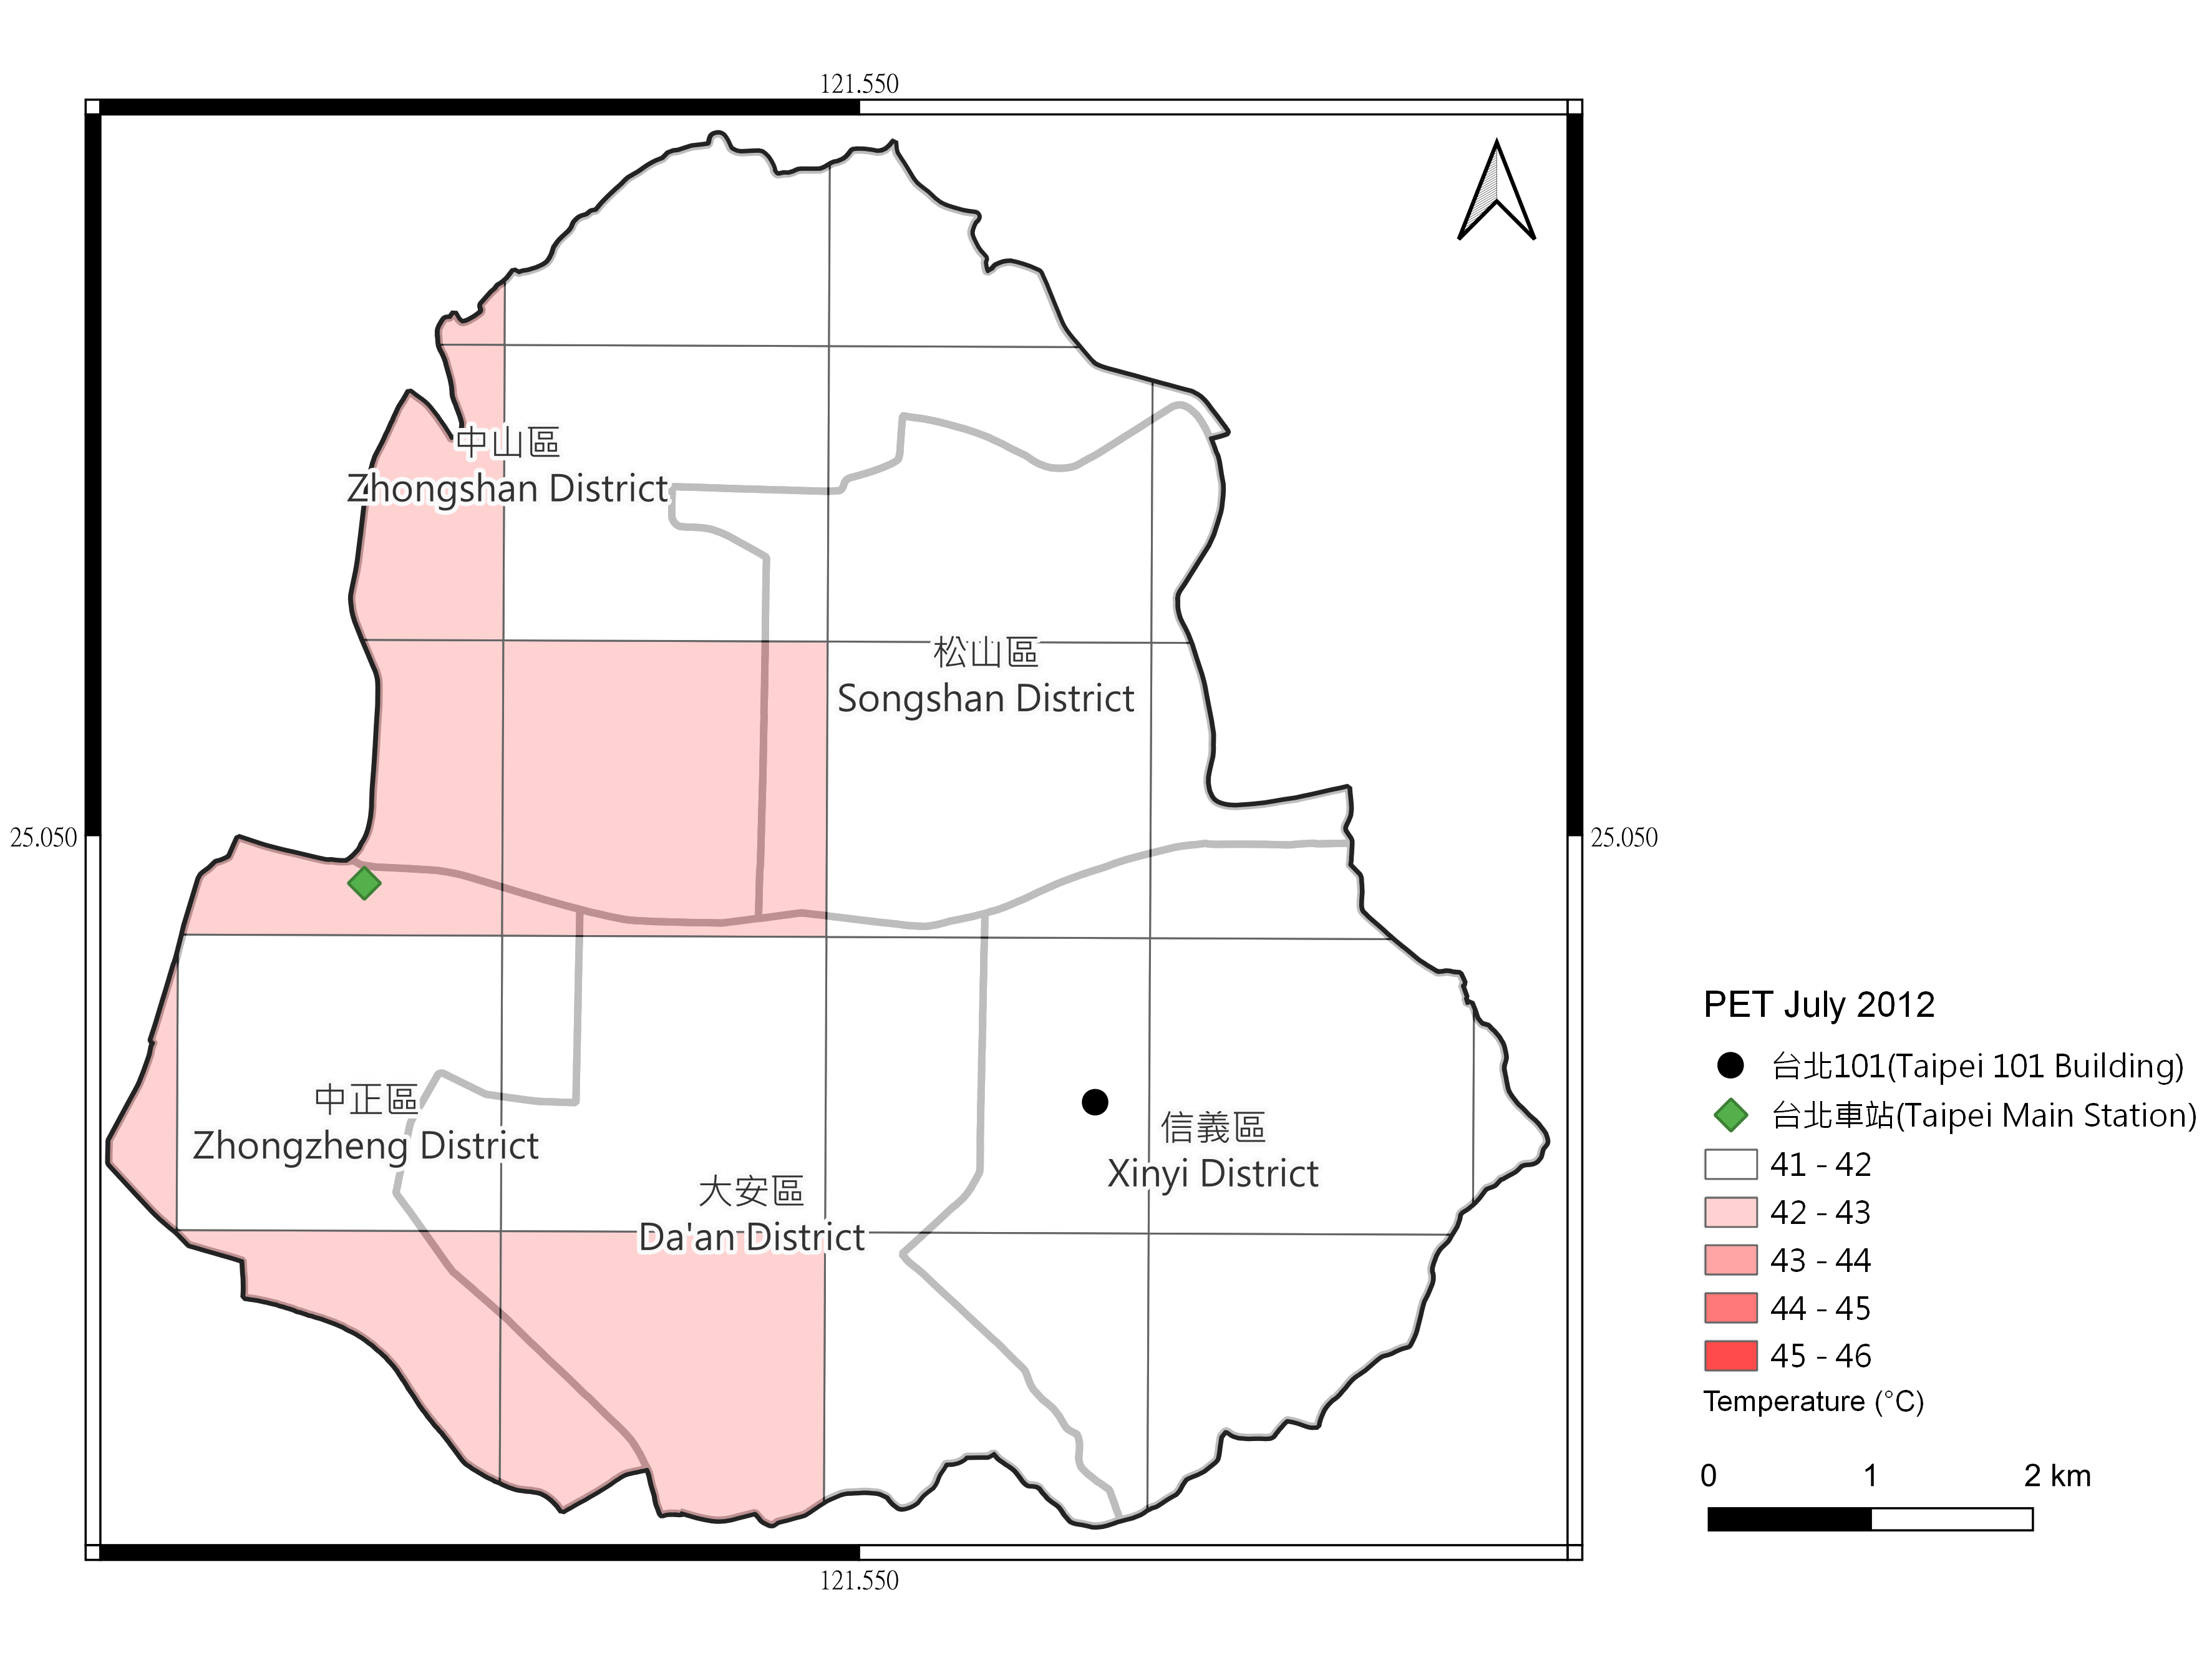 121.550
中山區
Zhongshan District
松山區
Songshan District
25.050
25.050
中正區
Zhongzheng District
大安區
Da'an District
信義區
Xinyi District
121.550
PET July 2012
台北101(Taipei 101 Building)
台北車站(Taipei Main Station)
41 - 42
42 - 43
43 - 44
44 - 45
45 - 46
Temperature (°C)
0 1 2 km